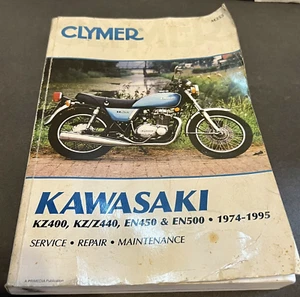 CLYMER
KAWASAKI
KZ400, KZ/Z440, EN450 & EN500 • 1974-1995
SERVICE • REPAIR • MAINTENANCE